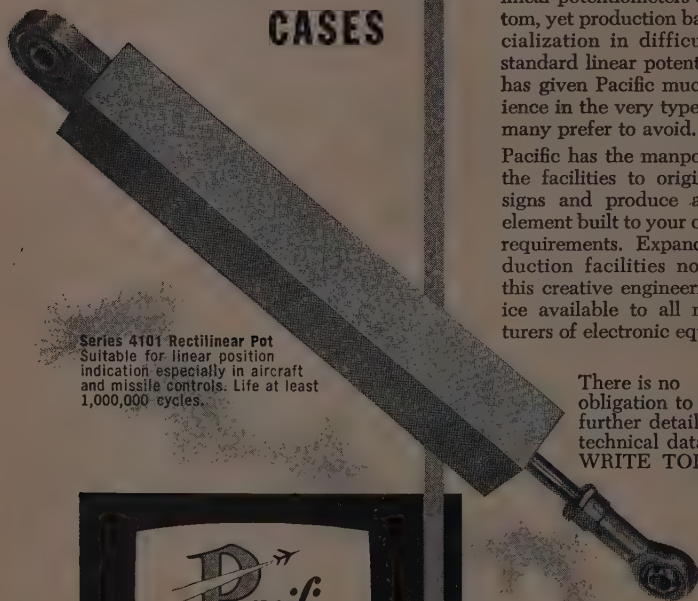 CASES
linear potentiometers
tom, yet production ba
cialization in difficu
standard linear potent
has given Pacific muc
ience in the very type
many prefer to avoid.
Pacific has the manpo
the facilities to origi
signs and produce a
element built to your
requirements. Expand
duction facilities no
this creative engineer
ice available to all
turers of electronic eq
Series 4101 Rectilinear Pot
Suitable for linear position
indication especially in aircraft
and missile controls. Life at least
1,000,000 cycles.
There is no
obligation to
further detail
technical data
WRITE TO